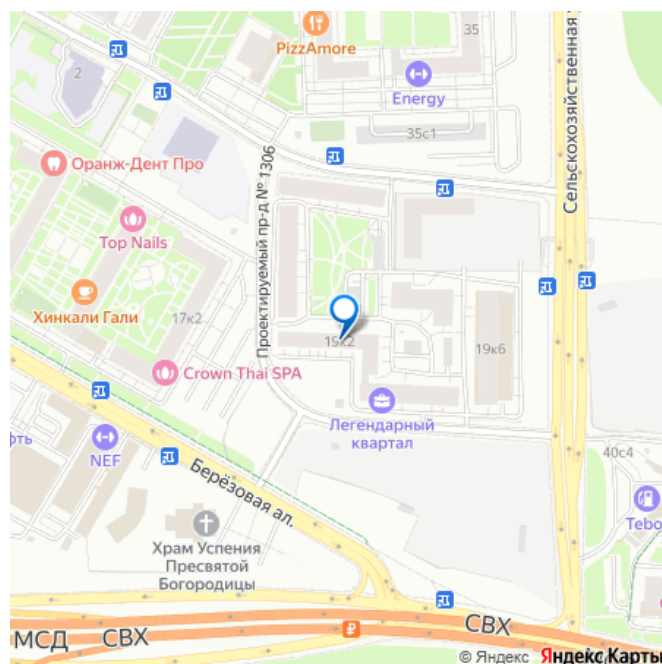 PizzAmore
35
Energy
2
35с1
Сельскохозяйственная
Оранж-Дент Про
Проектируемый пр-д № 1306
Top Nails
Хинкали Гали
17к2
19к2
19к6
Crown Thai SPA
Легендарный
квартал
NEF
Берёзовая ал.
40с4
Tebo
Храм Успения
Пресвятой
Богородицы
МСД
СВХ
СВХ
© Яндекс Яндекс Карты